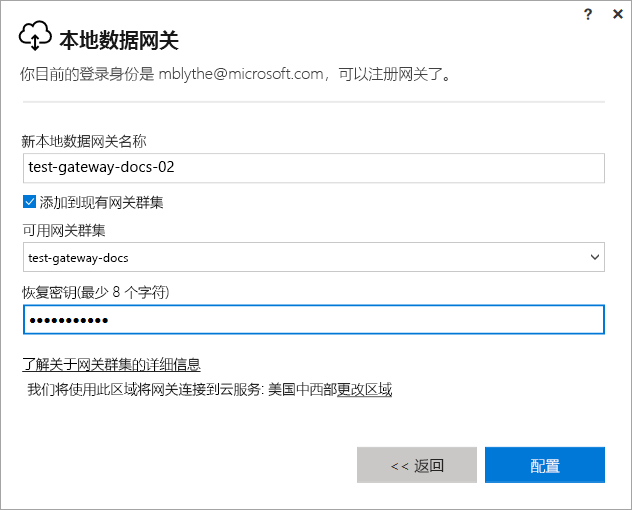 ? ×
本地数据网关
你目前的登录身份是 mblythe@microsoft.com，可以注册网关了。
新本地数据网关名称
test-gateway-docs-02
添加到现有网关群集
可用网关群集
test-gateway-docs
恢复密钥(最少 8 个字符)
●●●●●●●●●●●
了解关于网关群集的详细信息
我们将使用此区域将网关连接到云服务: 美国中西部更改区域
<< 返回
配置